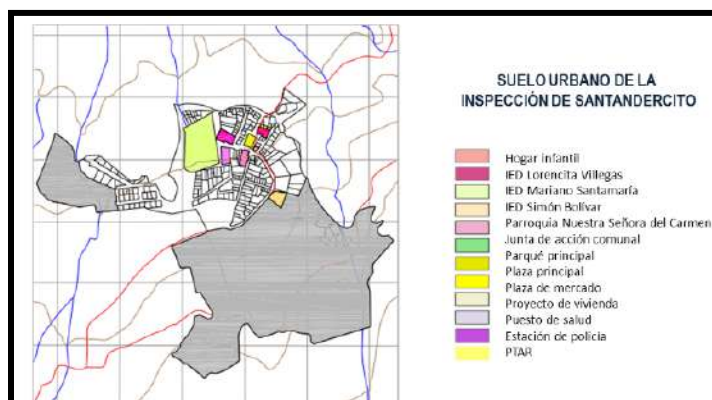 SUELO URBANO DE LA
INSPECCIÓN DE SANTANDERCITO
Hogar infantil
IED Lorencita Villegas
IED Mariano Santamaría
IED Simón Bolívar
Parroquia Nuestra Señora del Carmen
Junta de acción comunal
Parqué principal
Plaza principal
Plaza de mercado
Proyecto de vivienda
Puesto de salud
Estación de policía
PTAR